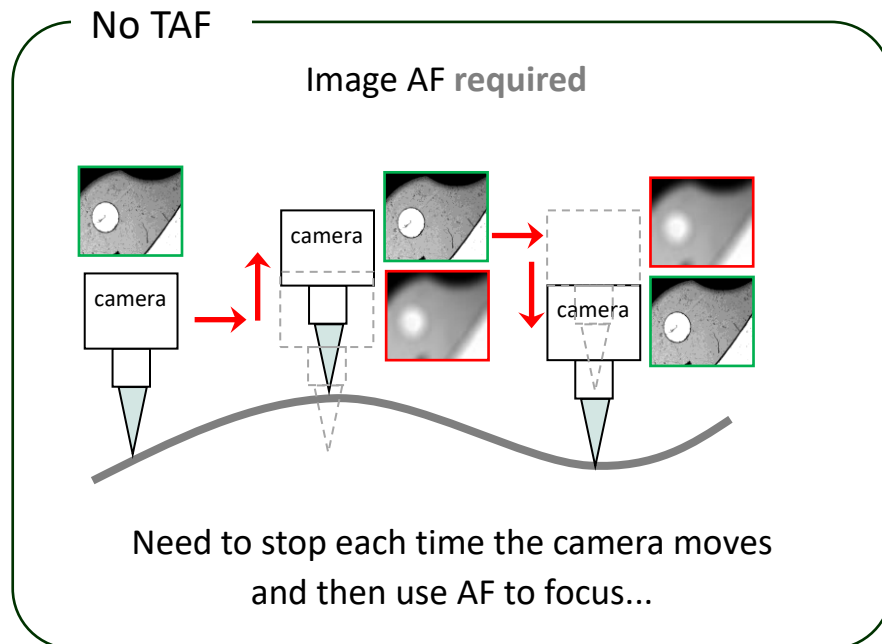 No TAF
Image AF required
camera
camera
camera
Need to stop each time the camera moves
and then use AF to focus...